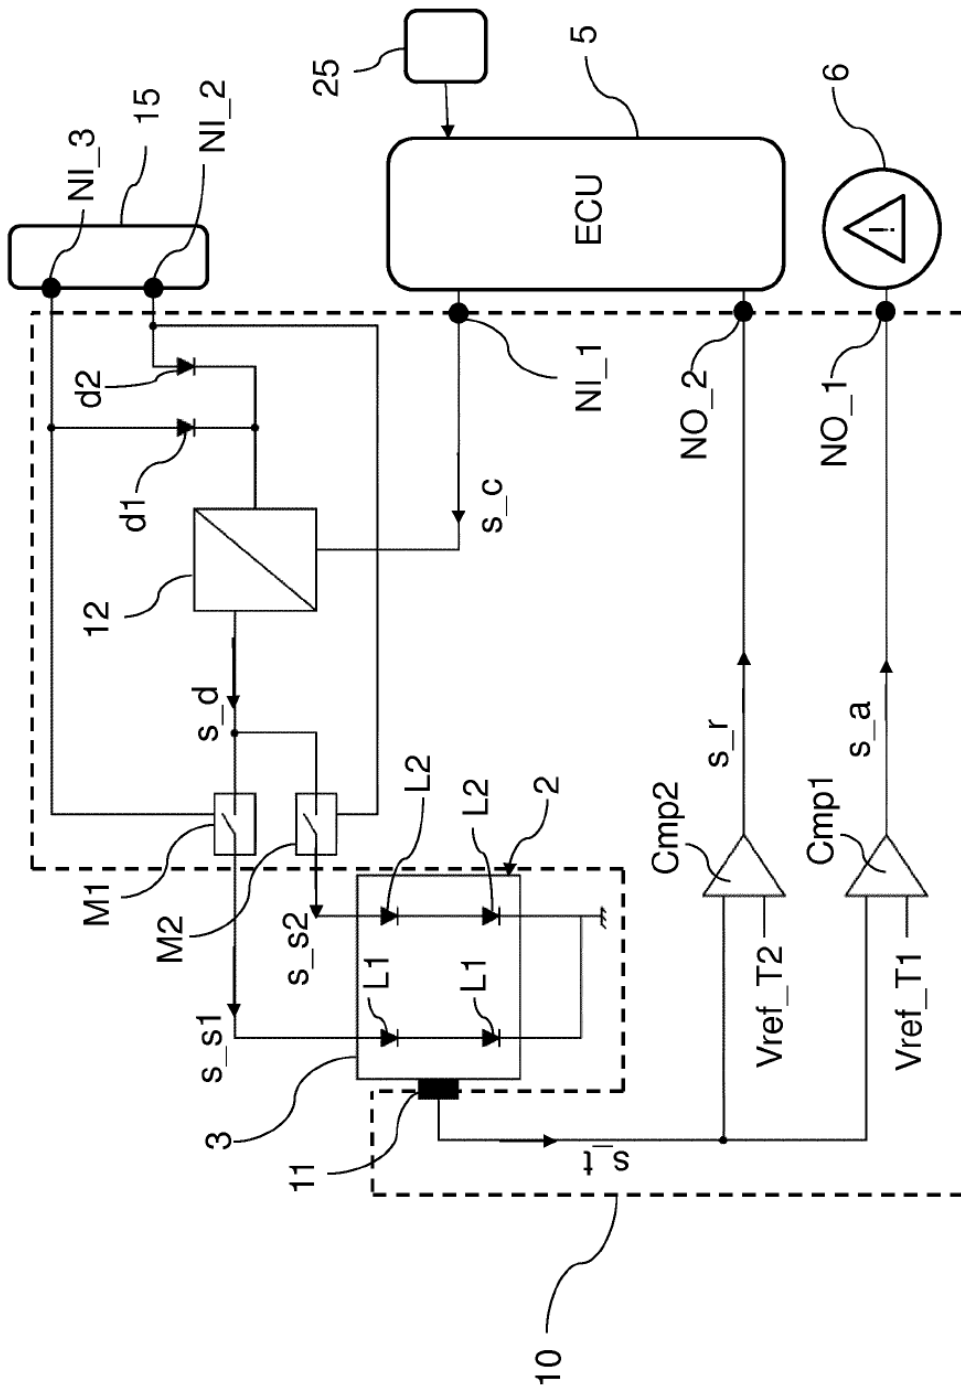 25
5
6
15
NI_3
NI_2
ECU
!
d2
d1
NI_1
NO_2
NO_1
s_c
12
s_d
s_r
s_a
M1
M2
L2
L2
2
Cmp2
Cmp1
s_s1
s_s2
L1
L1
Vref_T2
Vref_T1
3
11
s_t
10